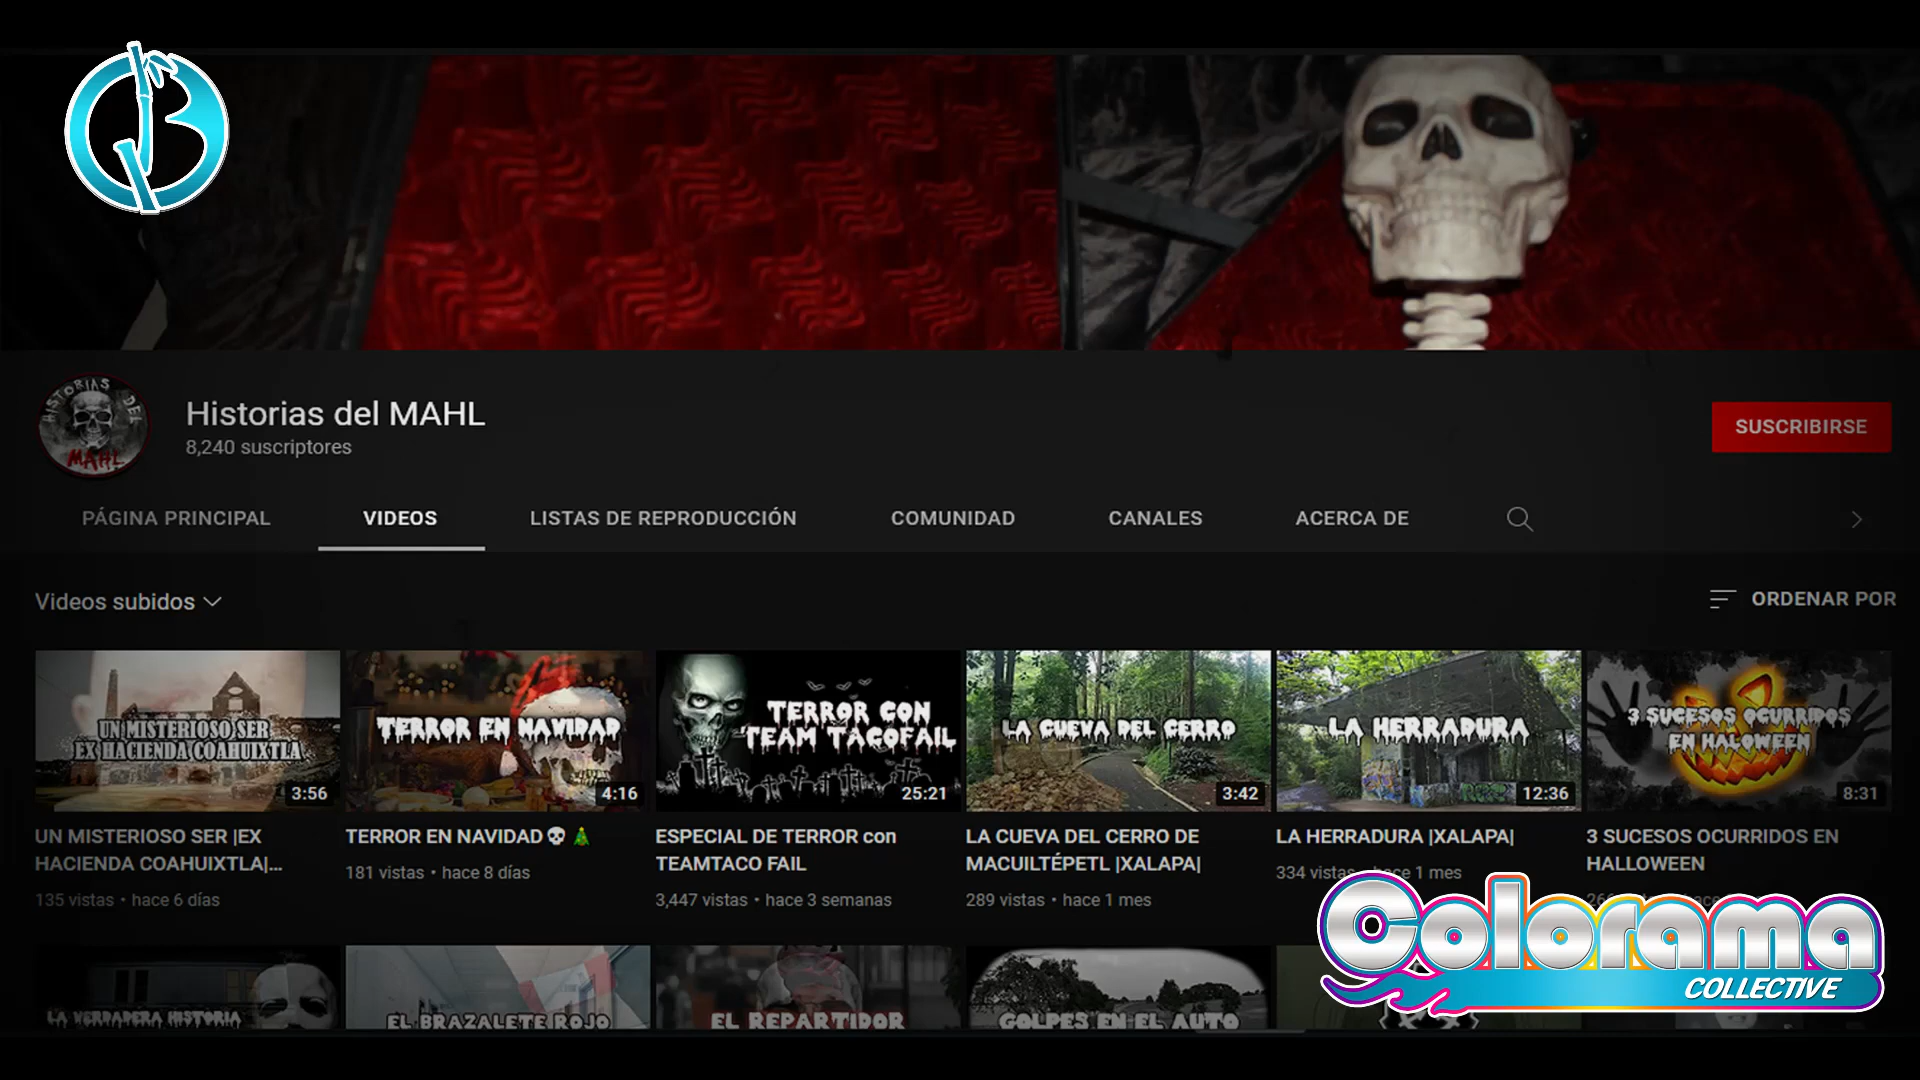 HISTORIAS DEL
MAHL
Historias del MAHL
8,240 suscriptores
SUSCRIBIRSE
PÁGINA PRINCIPAL
VIDEOS
LISTAS DE REPRODUCCIÓN
COMUNIDAD
CANALES
ACERCA DE
Videos subidos
ORDENAR POR
UN MISTERIOSO SER
EX HACIENDA COAHUIXTLA
3:56
TERROR EN NAVIDAD
4:16
TERROR CON
TEAM TACOFAIL
25:21
LA CUEVA DEL CERRO
3:42
LA HERRADURA
12:36
3 SUCESOS OCURRIDOS
EN HALOWEEN
8:31
UN MISTERIOSO SER |EX
HACIENDA COAHUIXTLA|...
135 vistas • hace 6 días
TERROR EN NAVIDAD💀🎄
181 vistas • hace 8 días
ESPECIAL DE TERROR con
TEAMTACO FAIL
3,447 vistas • hace 3 semanas
LA CUEVA DEL CERRO DE
MACUILTÉPETL |XALAPA|
289 vistas • hace 1 mes
LA HERRADURA |XALAPA|
334 vistas hace 1 mes
3 SUCESOS OCURRIDOS EN
HALLOWEEN
LA VERDADERA HISTORIA
EL BRAZALETE ROJO
EL REPARTIDOR
GOLPES EN EL AUTO
Colorama
COLLECTIVE